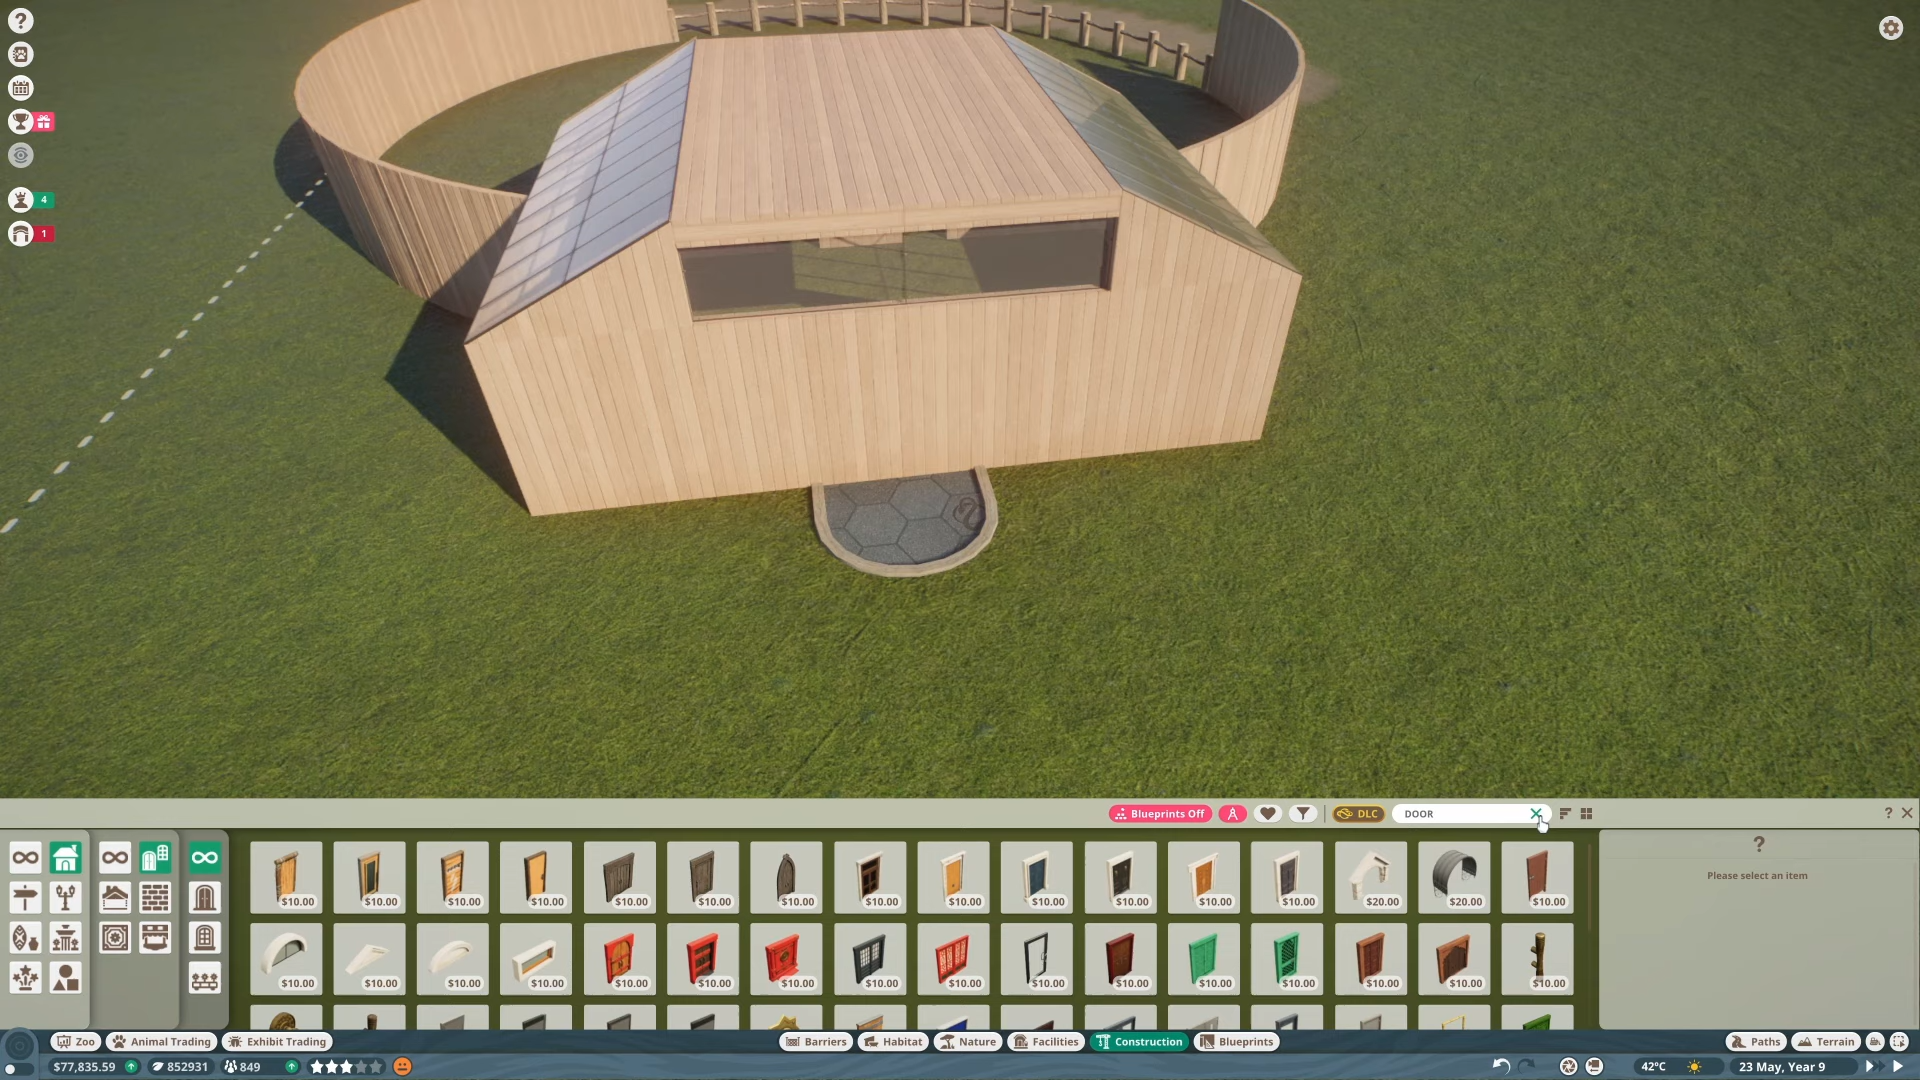 ?
4
1
Blueprints Off
DLC
DOOR
?
?
Please select an item
$10.00 $10.00 $10.00 $10.00 $10.00 $10.00 $10.00 $10.00 $10.00 $10.00 $10.00 $10.00 $10.00 $20.00 $20.00 $10.00
$10.00 $10.00 $10.00 $10.00 $10.00 $10.00 $10.00 $10.00 $10.00 $10.00 $10.00 $10.00 $10.00 $10.00 $10.00 $10.00
Zoo Animal Trading Exhibit Trading Barriers Habitat Nature Facilities Construction Blueprints Paths Terrain
$77,835.59 852931 849 42°C 23 May, Year 9